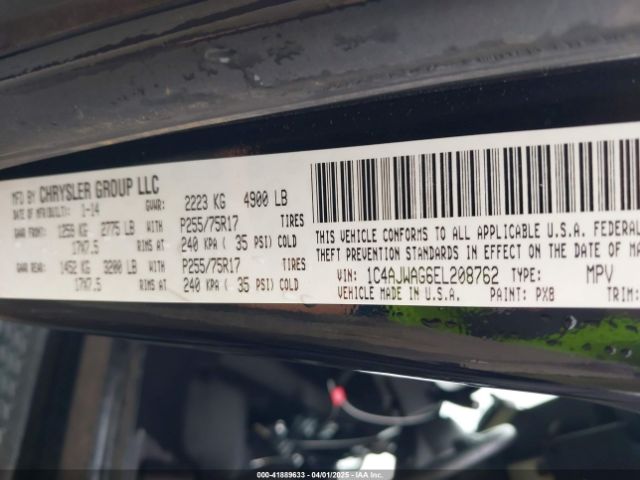 MFD BY CHRYSLER GROUP LLC
DATE OF MFR(BUILT): 1-14 GVWR: 2223 KG 4900 LB
GAWR FRONT: 1259 KG 2775 LB WITH P255/75R17 TIRES
17X7.5 RIMS AT 240 KPA ( 35 PSI) COLD
GAWR REAR: 1452 KG 3200 LB WITH P255/75R17 TIRES
17X7.5 RIMS AT 240 KPA ( 35 PSI) COLD
THIS VEHICLE CONFORMS TO ALL APPLICABLE U.S.A. FEDERAL
THEFT PREVENTION STANDARDS IN EFFECT ON THE DATE OF MA
VIN: 1C4AJWAG6EL208762 TYPE: MPV
VEHICLE MADE IN U.S.A. PAINT: PX8 TRIM:
000-41889633 - 04/01/2025 - IAAI.com